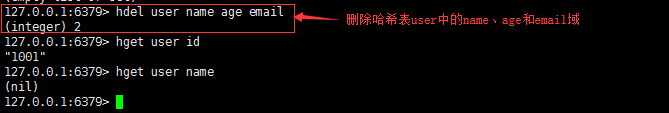 127.0.0.1:6379> hdel user name age email
(integer) 2
删除哈希表user中的name、age和email域
127.0.0.1:6379> hget user id
"1001"
127.0.0.1:6379> hget user name
(nil)
127.0.0.1:6379>